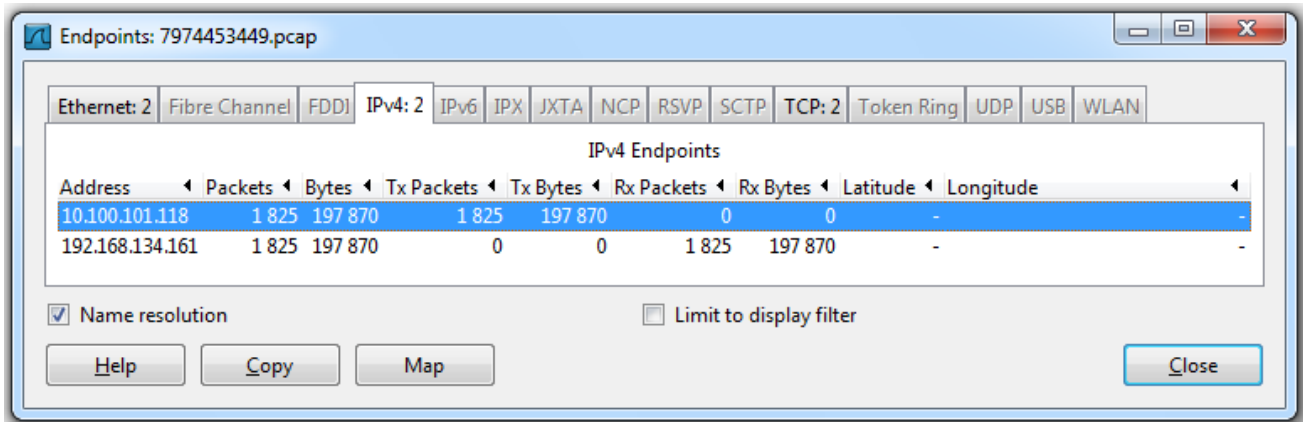 Endpoints: 7974453449.pcap
Ethernet: 2 Fibre Channel FDDI IPv4: 2 IPv6 IPX JXTA NCP RSVP SCTP TCP: 2 Token Ring UDP USB WLAN
IPv4 Endpoints
Address Packets Bytes Tx Packets Tx Bytes Rx Packets Rx Bytes Latitude Longitude
10.100.101.118 1 825 197 870 1 825 197 870 0 0 - -
192.168.134.161 1 825 197 870 0 0 1 825 197 870 - -
Name resolution Limit to display filter
Help Copy Map Close